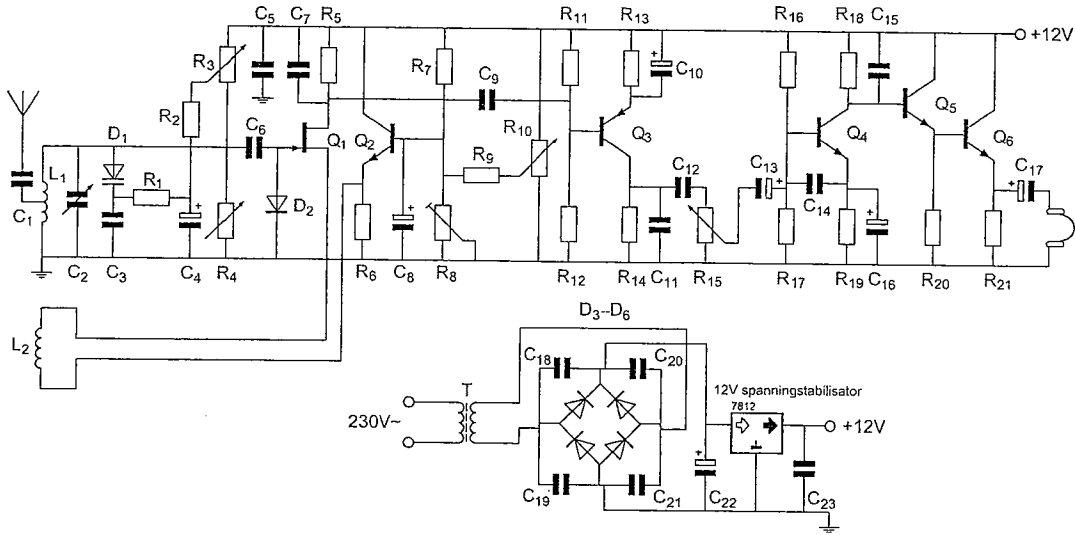 C5 C7 R5 R11 R13 R16 R18 C15
+12V
R3 R7 C9 + C10
R2 R10
D1 C6 Q1 Q2 Q3 Q4 Q5 Q6
L1 R1 R9 C12 C13 + C17
C1 + D2 + C14 +
C2 C3 C4 R4 R6 C8 R8 R12 R14 C11 R15 R17 R19 C16 R20 R21
D3--D6
L2
C18 C20
T 12V spanningstabilisator
7812
230V~ +12V
+
C19 C21 C22 C23